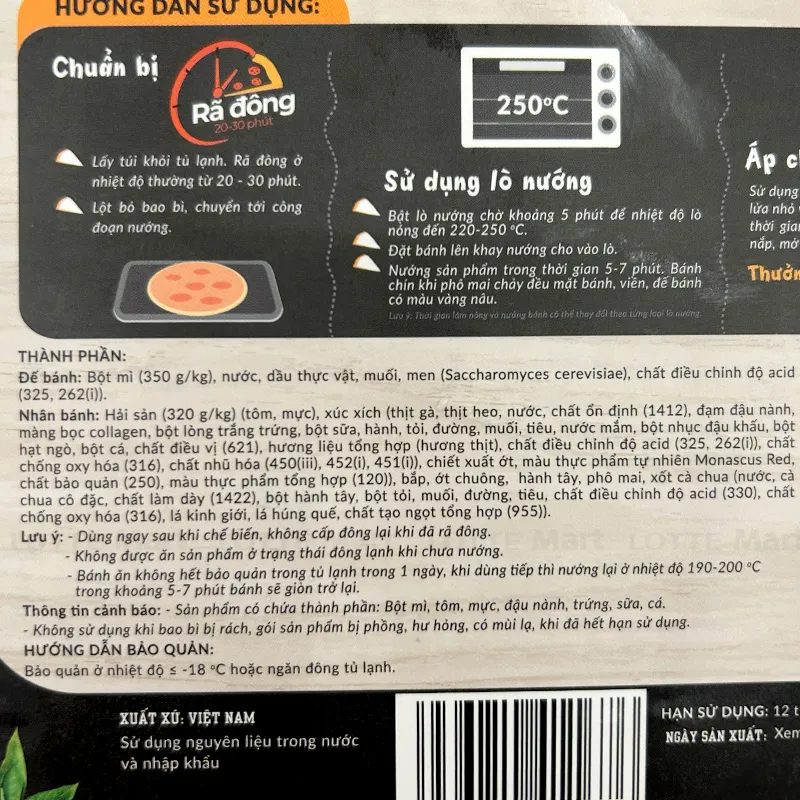 HƯỚNG DẪN SỬ DỤNG:
Chuẩn bị
Rã đông
20-30 phút
Lấy túi khỏi tủ lạnh. Rã đông ở
nhiệt độ thường từ 20 - 30 phút.
Lột bỏ bao bì, chuyển tới công
đoạn nướng.
250°C
Sử dụng lò nướng
Bật lò nướng chờ khoảng 5 phút để nhiệt độ lò
nóng đến 220-250 °C.
Đặt bánh lên khay nướng cho vào lò.
Nướng sản phẩm trong thời gian 5-7 phút. Bánh
chín khi phô mai chảy đều mặt bánh, viền, đế bánh
có màu vàng nâu.
Lưu ý: Thời gian làm nóng và nướng bánh có thể thay đổi theo từng loại lò nướng.
Áp c
Sử dụng
lửa nhỏ
thời gian
nắp, mở
Thưởn
THÀNH PHẦN:
Đế bánh: Bột mì (350 g/kg), nước, dầu thực vật, muối, men (Saccharomyces cerevisiae), chất điều chỉnh độ acid
(325, 262(i)).
Nhân bánh: Hải sản (320 g/kg) (tôm, mực), xúc xích (thịt gà, thịt heo, nước, chất ổn định (1412), đạm đậu nành,
màng bọc collagen, bột lòng trắng trứng, bột sữa, hành, tỏi, đường, muối, tiêu, nước mắm, bột nhục đậu khấu, bột
hạt ngò, bột cá, chất điều vị (621), hương liệu tổng hợp (hương thịt), chất điều chỉnh độ acid (325, 262(i)), chất
chống oxy hóa (316), chất nhũ hóa (450(iii), 452(i), 451(i)), chiết xuất ớt, màu thực phẩm tự nhiên Monascus Red,
chất bảo quản (250), màu thực phẩm tổng hợp (120)), bắp, ớt chuông, hành tây, phô mai, xốt cà chua (nước, cà
chua cô đặc, chất làm dày (1422), bột hành tây, bột tỏi, muối, đường, tiêu, chất điều chỉnh độ acid (330), chất
chống oxy hóa (316), lá kinh giới, lá húng quế, chất tạo ngọt tổng hợp (955)).
Lưu ý: - Dùng ngay sau khi chế biến, không cấp đông lại khi đã rã đông.
- Không được ăn sản phẩm ở trạng thái đông lạnh khi chưa nướng.
- Bánh ăn không hết bảo quản trong tủ lạnh trong 1 ngày, khi dùng tiếp thì nướng lại ở nhiệt độ 190-200 °C
trong khoảng 5-7 phút bánh sẽ giòn trở lại.
Thông tin cảnh báo: - Sản phẩm có chứa thành phần: Bột mì, tôm, mực, đậu nành, trứng, sữa, cá.
- Không sử dụng khi bao bì bị rách, gói sản phẩm bị phồng, hư hỏng, có mùi lạ, khi đã hết hạn sử dụng.
HƯỚNG DẪN BẢO QUẢN:
Bảo quản ở nhiệt độ ≤ -18 °C hoặc ngăn đông tủ lạnh.
XUẤT XỨ: VIỆT NAM
Sử dụng nguyên liệu trong nước
và nhập khẩu
HẠN SỬ DỤNG: 12 t
NGÀY SẢN XUẤT: Xem